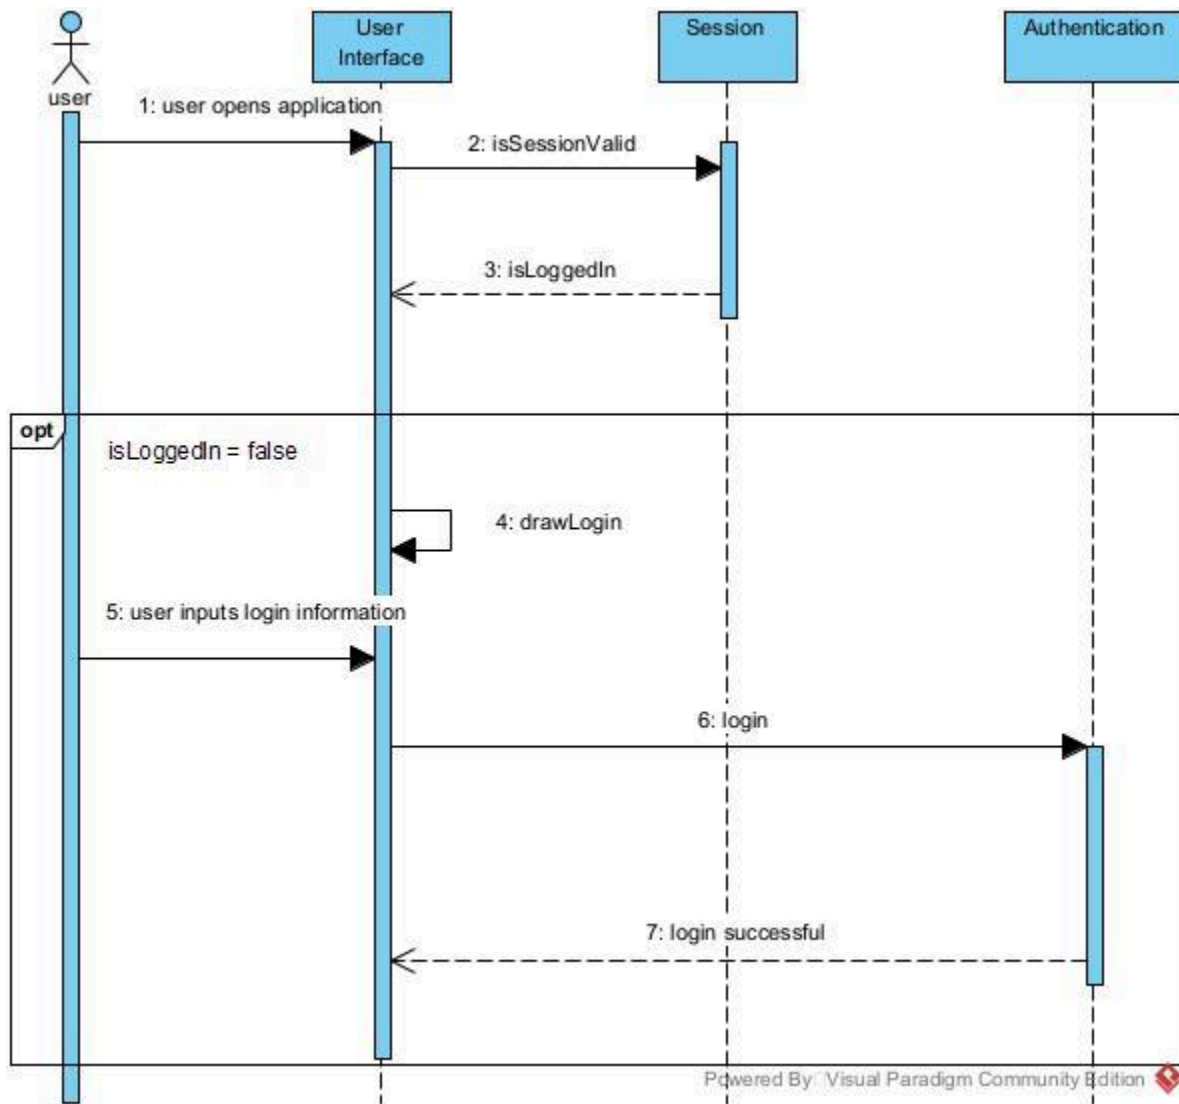 User
Interface
Session
Authentication
user
1: user opens application
2: isSessionValid
3: isLoggedIn
opt
isLoggedIn = false
4: drawLogin
5: user inputs login information
6: login
7: login successful
Powered By: Visual Paradigm Community Edition